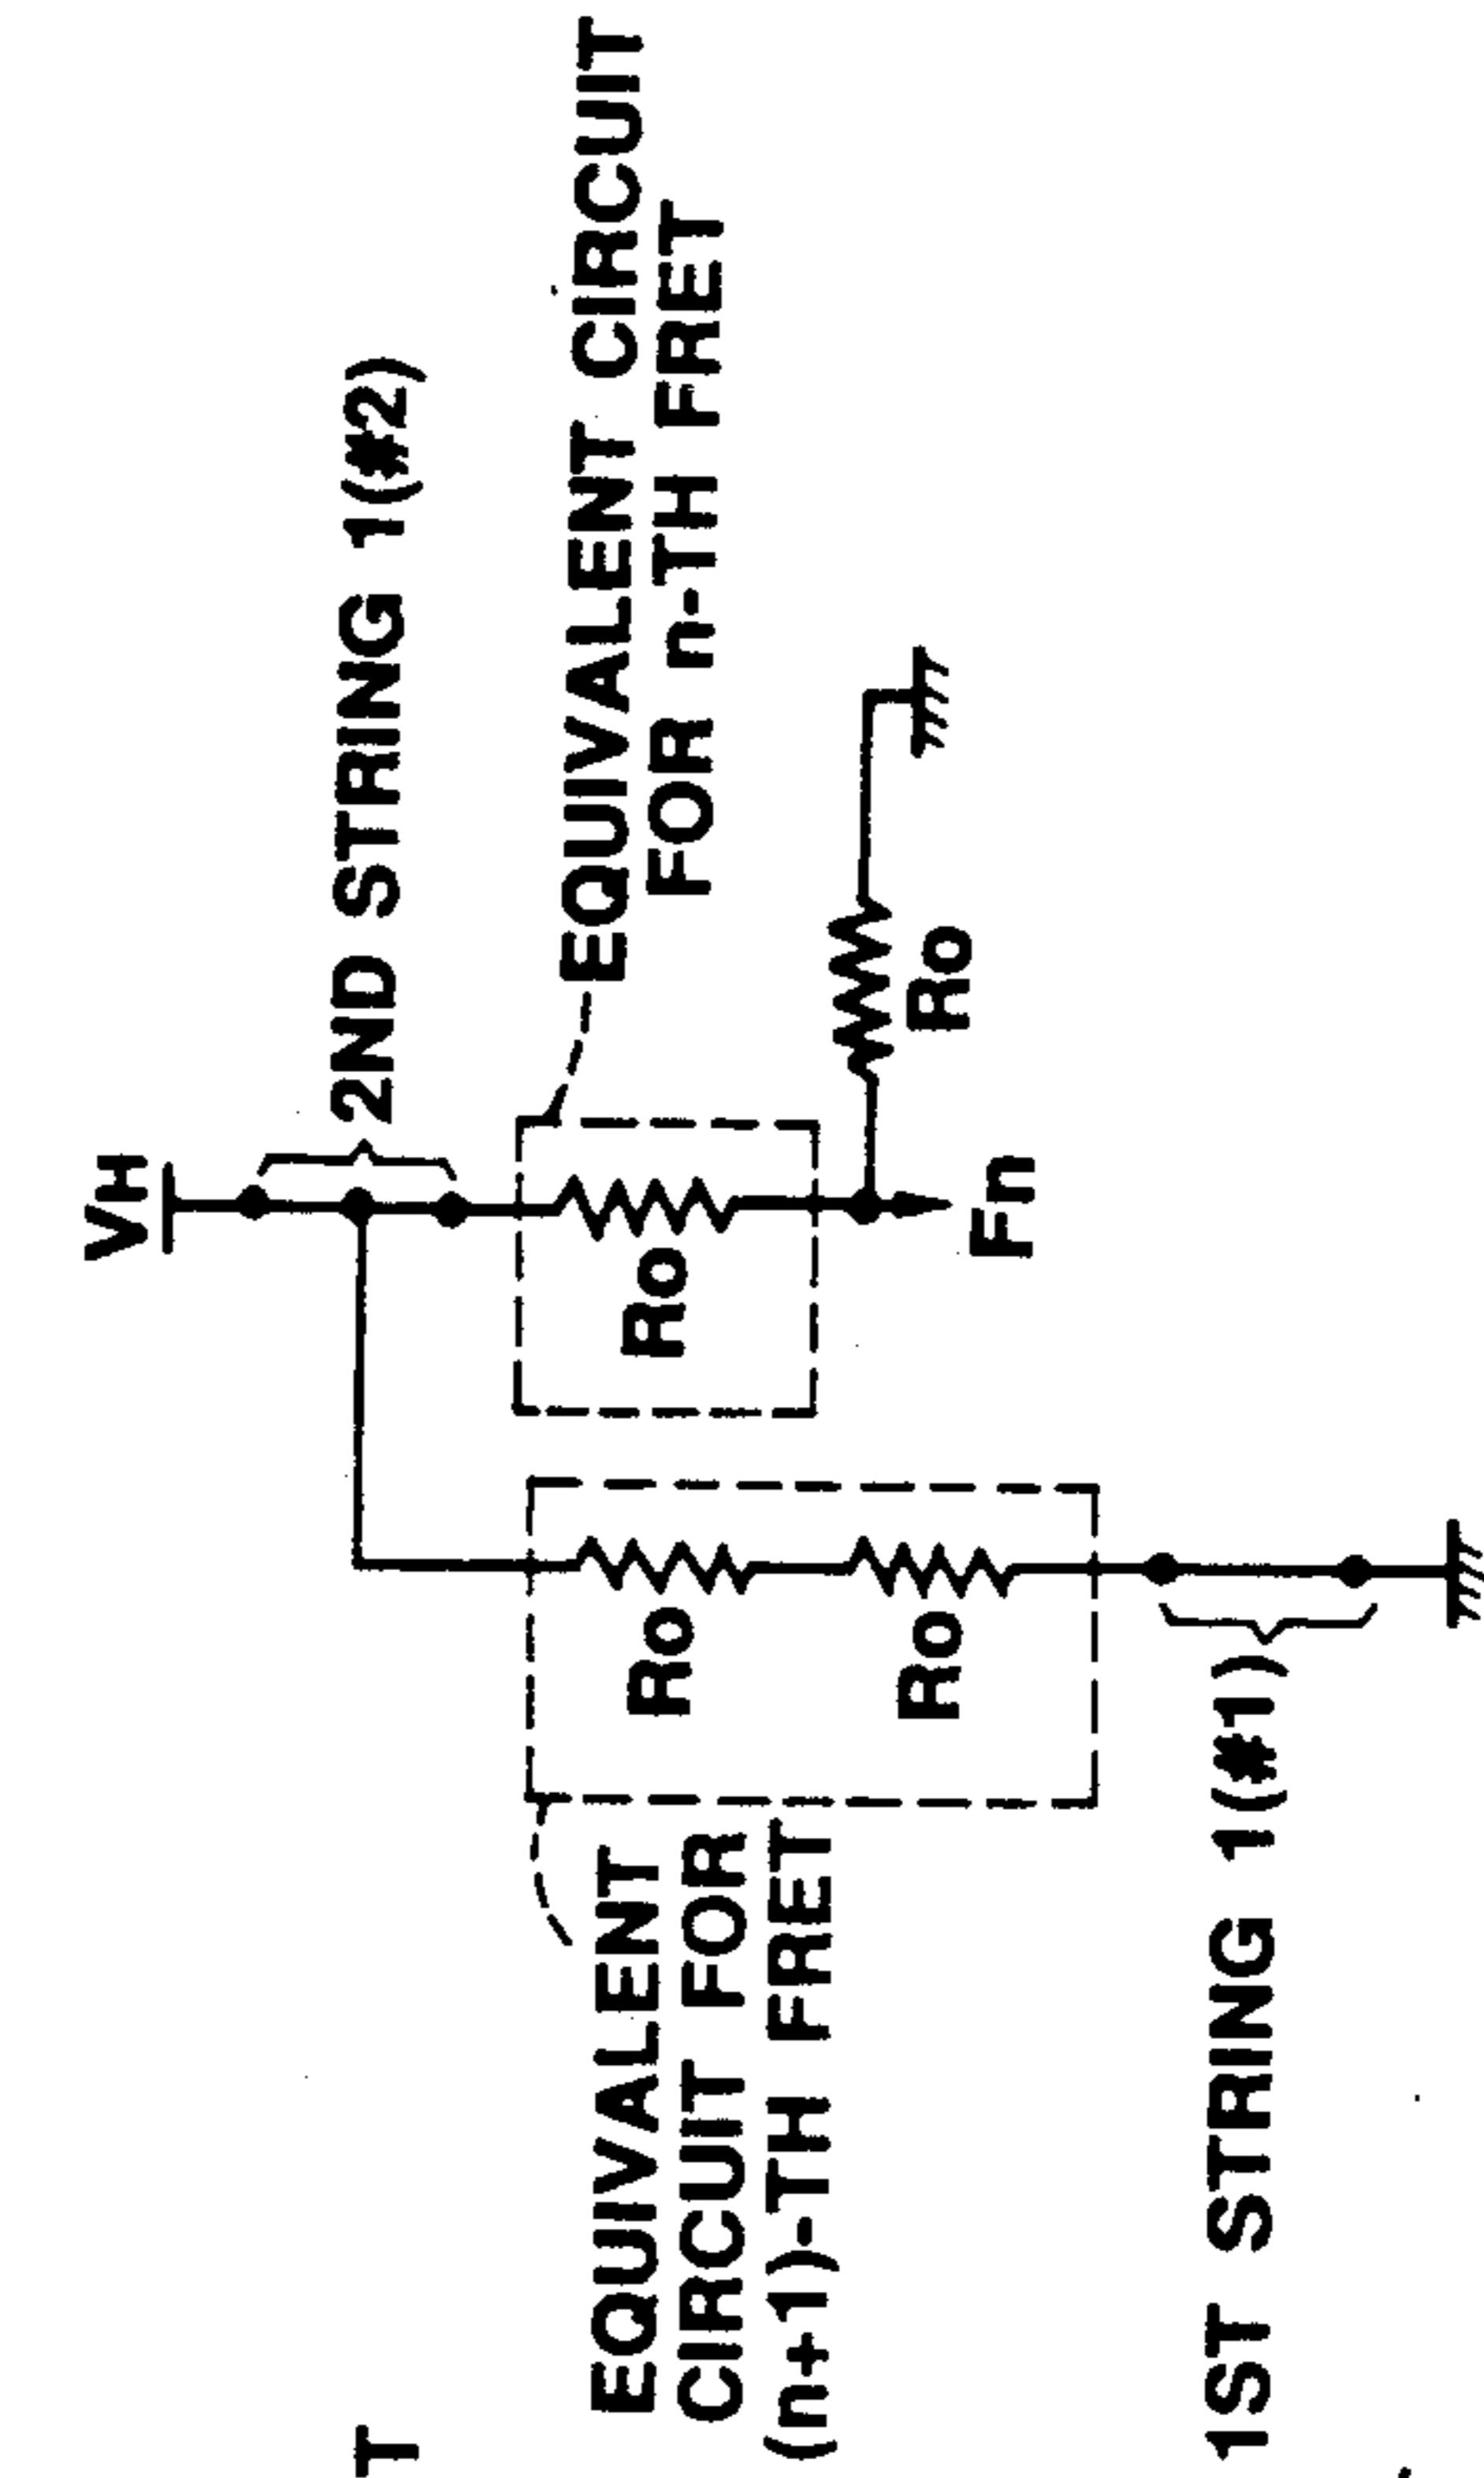 VH
T
2ND STRING 1(#2)
EQUIVALENT
CIRCUIT FOR
(n+1)-TH FRET
Ro
Ro
EQUIVALENT CIRCUIT
FOR n-TH FRET
Ro
Ro
Fn
1ST STRING 1(#1)